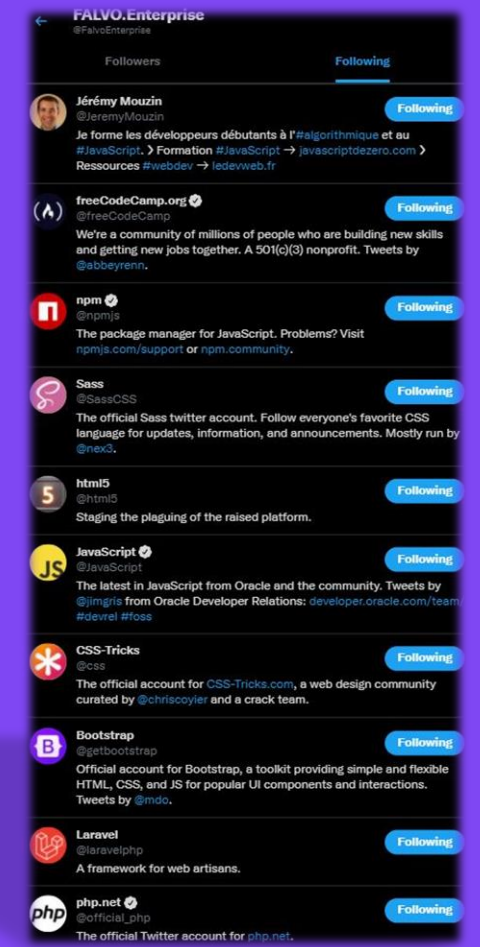 FALVO.Enterprise
@FalvoEnterprise
Followers
Following
Jérémy Mouzin
@JeremyMouzin
Following
Je forme les développeurs débutants à l'#algorithmique et au
#JavaScript. ❯ Formation #JavaScript → javascriptdezero.com ❯
Ressources #webdev → ledevweb.fr
freeCodeCamp.org
@freeCodeCamp
Following
We're a community of millions of people who are building new skills
and getting new jobs together. A 501(c)(3) nonprofit. Tweets by
@abbeyrenn.
npm
@npmjs
Following
The package manager for JavaScript. Problems? Visit
npmjs.com/support or npm.community.
Sass
@SassCSS
Following
The official Sass twitter account. Follow everyone's favorite CSS
language for updates, information, and announcements. Mostly run by
@nex3.
5
html5
@html5
Following
Staging the plaguing of the raised platform.
JS
JavaScript
@JavaScript
Following
The latest in JavaScript from Oracle and the community. Tweets by
@jimgris from Oracle Developer Relations: developer.oracle.com/team/
#devrel #foss
CSS-Tricks
@css
Following
The official account for CSS-Tricks.com, a web design community
curated by @chriscoyier and a crack team.
B
Bootstrap
@getbootstrap
Following
Official account for Bootstrap, a toolkit providing simple and flexible
HTML, CSS, and JS for popular UI components and interactions.
Tweets by @mdo.
Laravel
@laravelphp
Following
A framework for web artisans.
php
php.net
@official_php
Following
The official Twitter account for php.net.